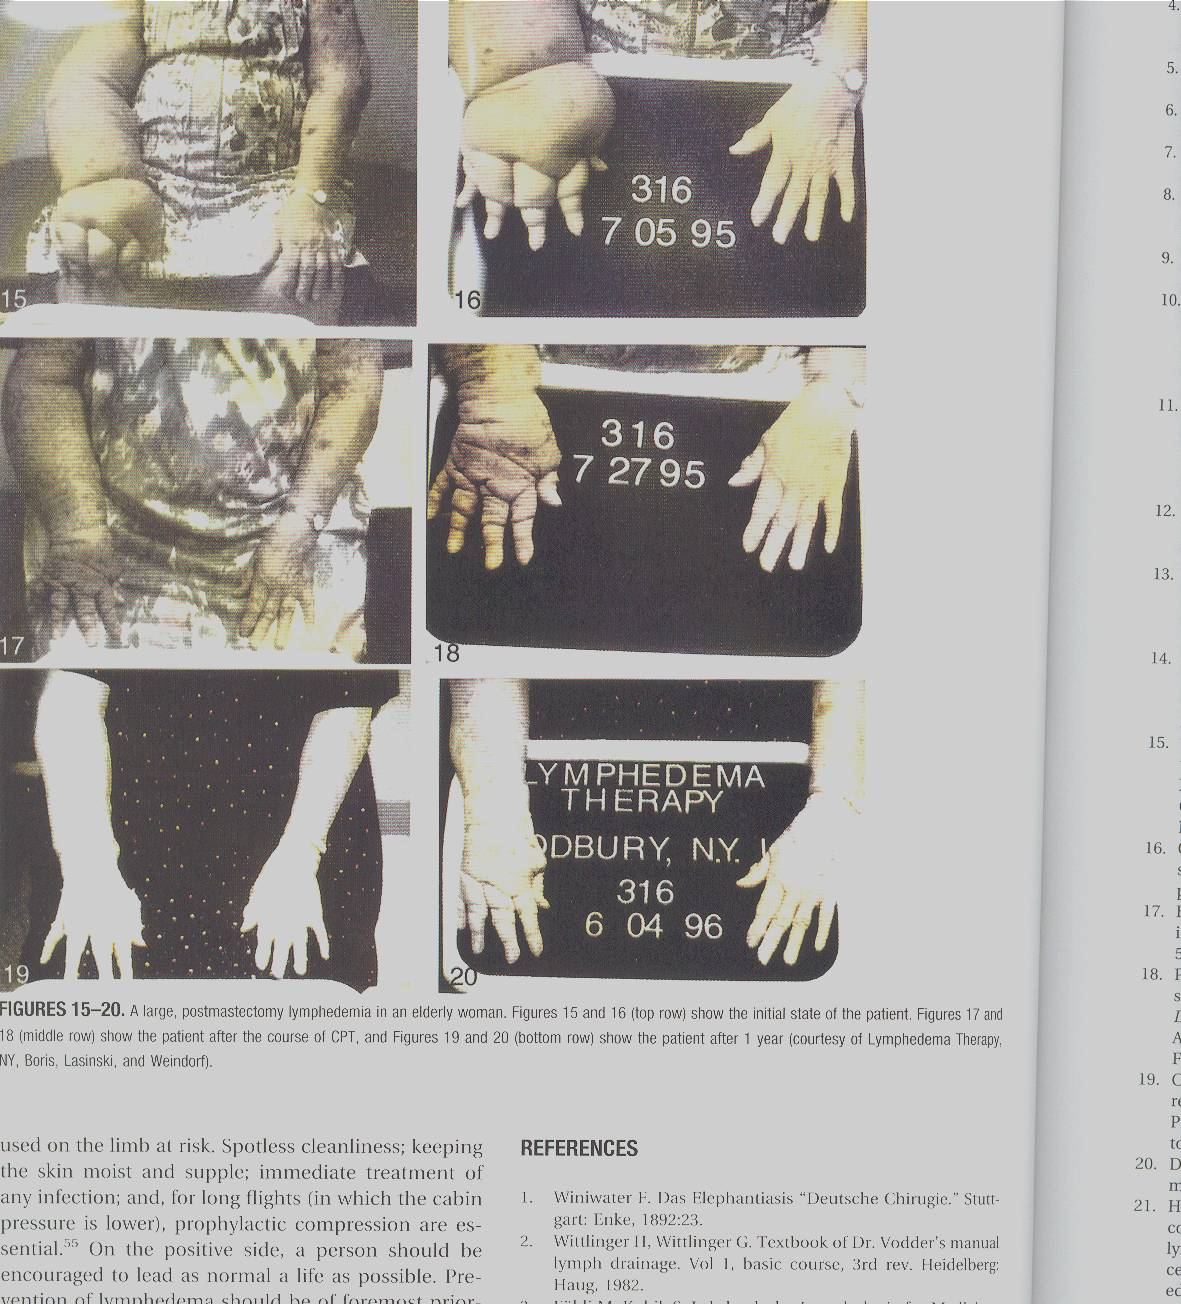 15
16
316
7 05 95
17
18
316
7 27 95
19
20
LYMPHEDEMA
THERAPY
ODBURY, N.Y.
316
6 04 96
FIGURES 15–20. A large, postmastectomy lymphedema in an elderly woman. Figures 15 and 16 (top row) show the initial state of the patient. Figures 17 and
18 (middle row) show the patient after the course of CPT, and Figures 19 and 20 (bottom row) show the patient after 1 year (courtesy of Lymphedema Therapy,
NY, Boris, Lasinski, and Weindorf).
used on the limb at risk. Spotless cleanliness; keeping
the skin moist and supple; immediate treatment of
any infection; and, for long flights (in which the cabin
pressure is lower), prophylactic compression are es-
sential.55 On the positive side, a person should be
encouraged to lead as normal a life as possible. Pre-
vention of lymphedema should be of foremost prior-
REFERENCES
1. Winiwater F. Das Elephantiasis “Deutsche Chirugie.” Stutt-
gart: Enke, 1892:23.
2. Wittlinger H, Wittlinger G. Textbook of Dr. Vodder's manual
lymph drainage. Vol 1, basic course, 3rd rev. Heidelberg:
Haug, 1982.
4.
5.
6.
7.
8.
9.
10.
11.
12.
13.
14.
15.
16.
17.
18.
19.
20.
21.